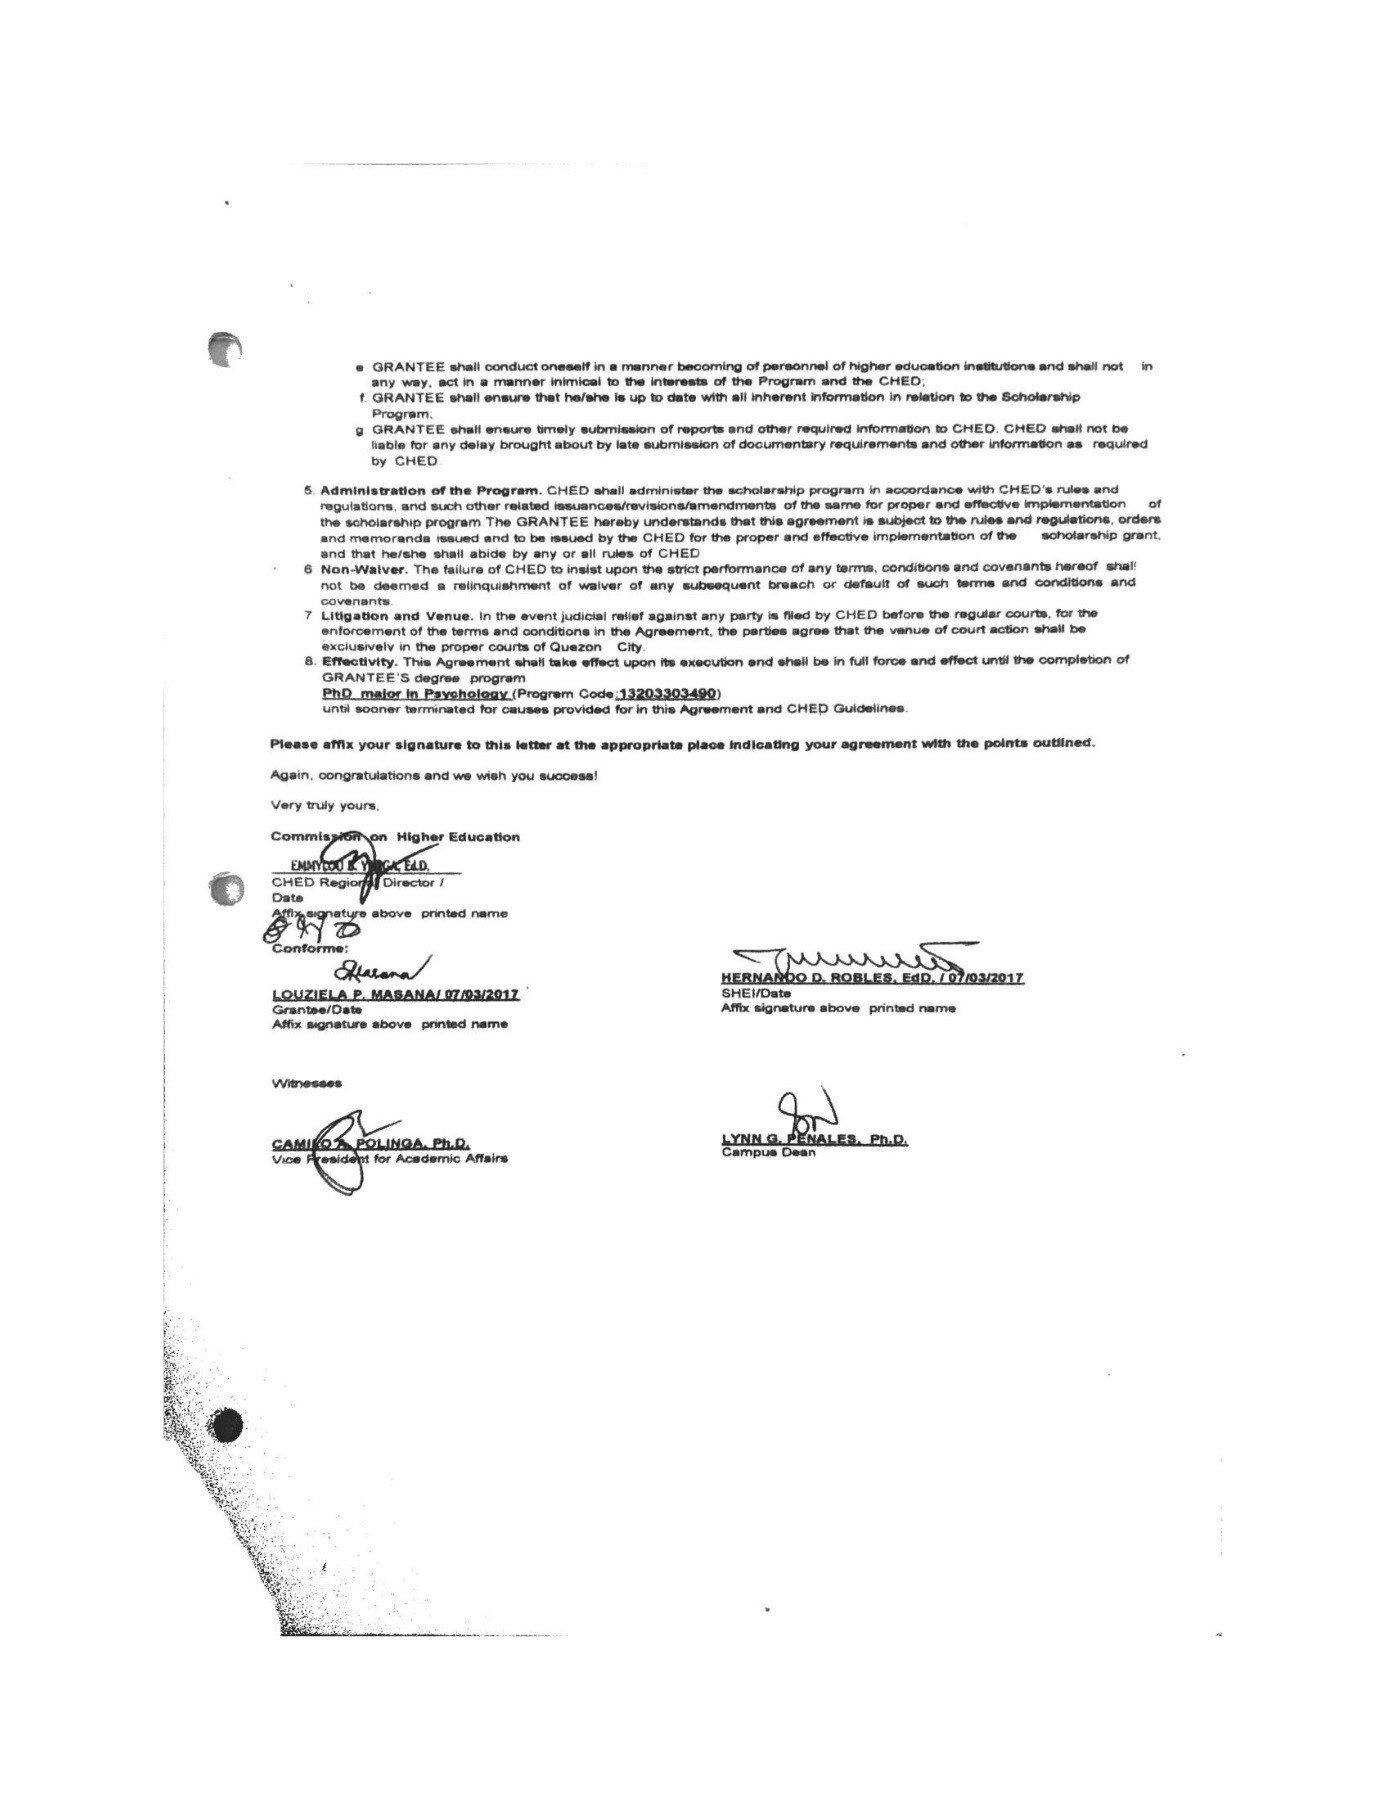 e GRANTEE shall conduct oneself in a manner becoming of personnel of higher education institutions and shall not in
any way, act in a manner inimical to the interests of the Program and the CHED;
f. GRANTEE shall ensure that he/she is up to date with all inherent information in relation to the Scholarship
Program;
g. GRANTEE shall ensure timely submission of reports and other required information to CHED. CHED shall not be
liable for any delay brought about by late submission of documentary requirements and other information as required
by CHED
5. Administration of the Program. CHED shall administer the scholarship program in accordance with CHED's rules and
regulations, and such other related issuances/revisions/amendments of the same for proper and effective implementation of
the scholarship program. The GRANTEE hereby understands that this agreement is subject to the rules and regulations, orders
and memoranda issued and to be issued by the CHED for the proper and effective implementation of the scholarship grant,
and that he/she shall abide by any or all rules of CHED
6 Non-Waiver. The failure of CHED to insist upon the strict performance of any terms, conditions and covenants hereof shall
not be deemed a relinquishment of waiver of any subsequent breach or default of such terms and conditions and
covenants.
7 Litigation and Venue. In the event judicial relief against any party is filed by CHED before the regular courts, for the
enforcement of the terms and conditions in the Agreement, the parties agree that the venue of court action shall be
exclusively in the proper courts of Quezon City.
8. Effectivity. This Agreement shall take effect upon its execution and shall be in full force and effect until the completion of
GRANTEE'S degree program
PhD major in Psychology (Program Code:13203303490)
until sooner terminated for causes provided for in this Agreement and CHED Guidelines.
Please affix your signature to this letter at the appropriate place indicating your agreement with the points outlined.
Again, congratulations and we wish you success!
Very truly yours,
Commission on Higher Education
EMMYLOU B. Ed.D.
CHED Regional Director /
Date
Affix signature above printed name
Conforme:
LOUZIELA P. MASANA/ 07/03/2017
Grantee/Date
Affix signature above printed name
HERNANDO D. ROBLES, EdD. / 07/03/2017
SHEI/Date
Affix signature above printed name
Witnesses
CAMILO A. POLINGA, Ph.D.
Vice President for Academic Affairs
LYNN G. PENALES, Ph.D.
Campus Dean